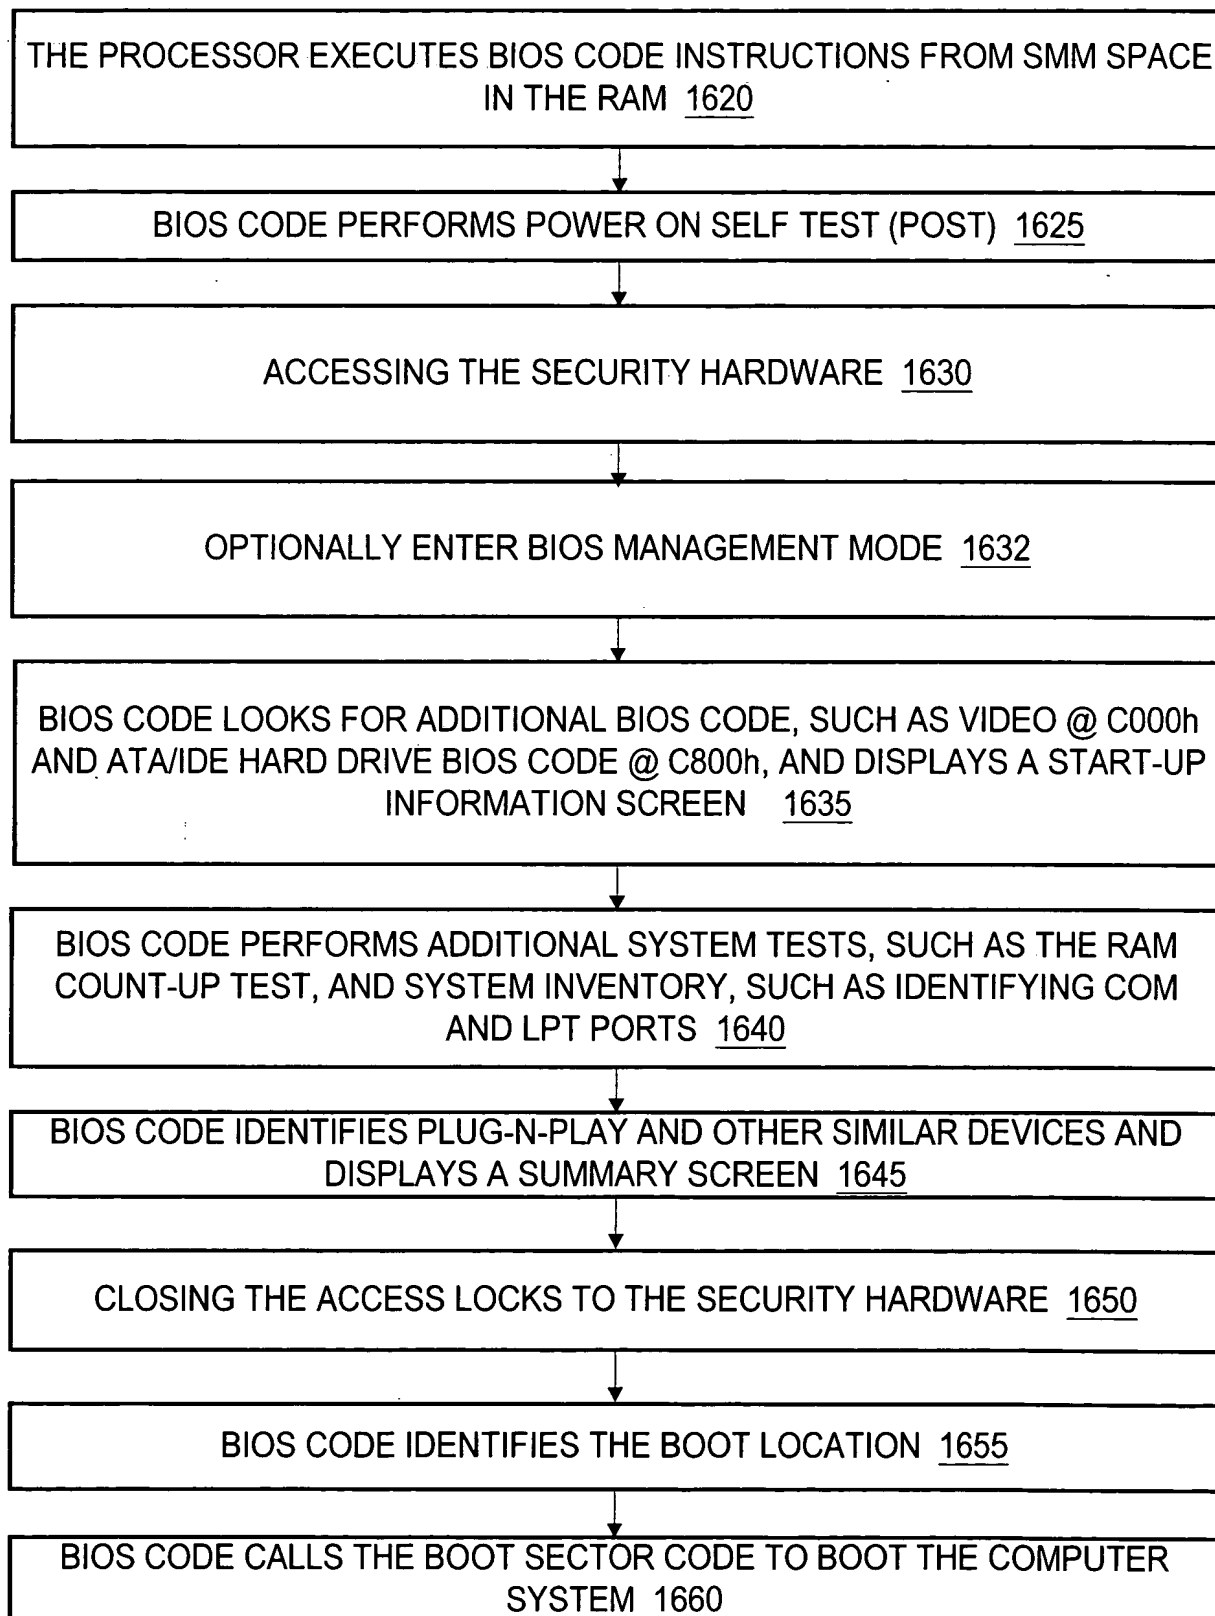 THE PROCESSOR EXECUTES BIOS CODE INSTRUCTIONS FROM SMM SPACE
IN THE RAM 1620
BIOS CODE PERFORMS POWER ON SELF TEST (POST) 1625
ACCESSING THE SECURITY HARDWARE 1630
OPTIONALLY ENTER BIOS MANAGEMENT MODE 1632
BIOS CODE LOOKS FOR ADDITIONAL BIOS CODE, SUCH AS VIDEO @ C000h
AND ATA/IDE HARD DRIVE BIOS CODE @ C800h, AND DISPLAYS A START-UP
INFORMATION SCREEN 1635
BIOS CODE PERFORMS ADDITIONAL SYSTEM TESTS, SUCH AS THE RAM
COUNT-UP TEST, AND SYSTEM INVENTORY, SUCH AS IDENTIFYING COM
AND LPT PORTS 1640
BIOS CODE IDENTIFIES PLUG-N-PLAY AND OTHER SIMILAR DEVICES AND
DISPLAYS A SUMMARY SCREEN 1645
CLOSING THE ACCESS LOCKS TO THE SECURITY HARDWARE 1650
BIOS CODE IDENTIFIES THE BOOT LOCATION 1655
BIOS CODE CALLS THE BOOT SECTOR CODE TO BOOT THE COMPUTER
SYSTEM 1660